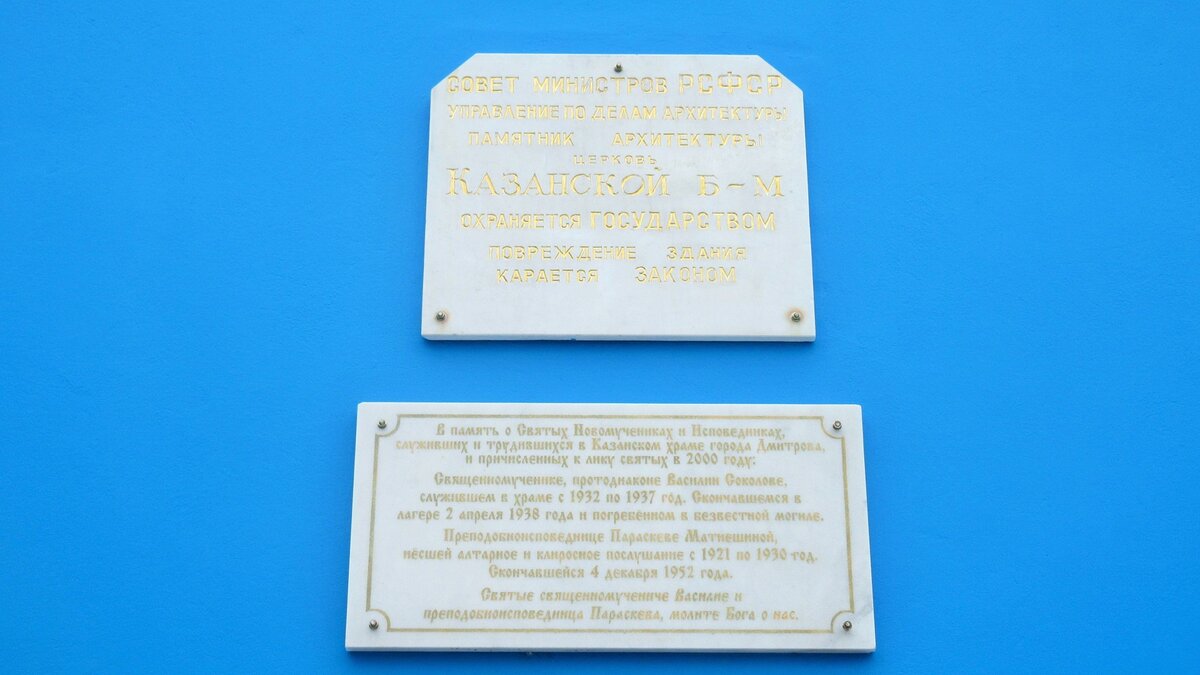 СОВЕТ МИНИСТРОВ РСФСР
УПРАВЛЕНИЕ ПО ДЕЛАМ АРХИТЕКТУРЫ
ПАМЯТНИК АРХИТЕКТУРЫ
ЦЕРКОВЬ
КАЗАНСКОЙ Б-М
ОХРАНЯЕТСЯ ГОСУДАРСТВОМ
ПОВРЕЖДЕНИЕ ЗДАНИЯ
КАРАЕТСЯ ЗАКОНОМ
В память о Святых Новомучениках и Исповедниках,
служивших и трудившихся в Казанском храме города Дмитрова,
и причисленных к лику святых в 2000 году:
Священномученике, протодиаконе Василии Соколове,
служившем в храме с 1932 по 1937 год. Скончавшемся в
лагере 2 апреля 1938 года и погребённом в безвестной могиле.
Преподобноисповеднице Параскеве Матиешиной,
нёсшей алтарное и клиросное послушание с 1921 по 1930 год.
Скончавшейся 4 декабря 1952 года.
Святые священномучениче Василие и
преподобноисповедница Параскева, молите Бога о нас.